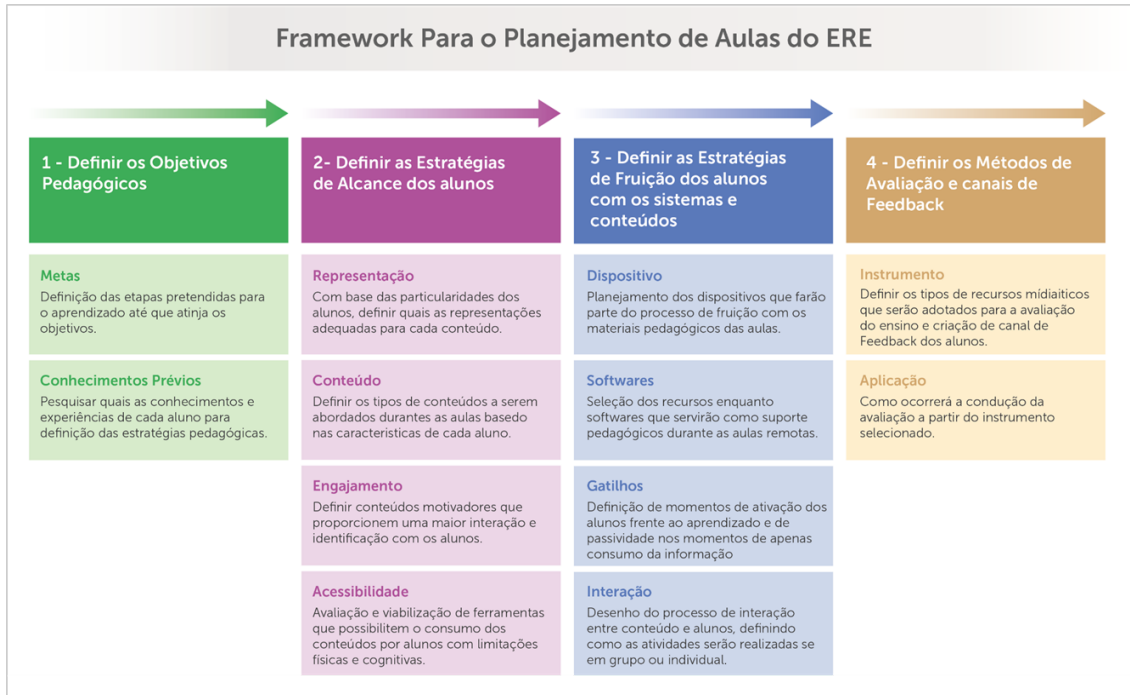 Framework Para o Planejamento de Aulas do ERE
1 - Definir os Objetivos
Pedagógicos
Metas
Definição das etapas pretendidas para
o aprendizado até que atinja os
objetivos.
Conhecimentos Prévios
Pesquisar quais as conhecimentos e
experiências de cada aluno para
definição das estratégias pedagógicas.
2- Definir as Estratégias
de Alcance dos alunos
Representação
Com base das particularidades dos
alunos, definir quais as representações
adequadas para cada conteúdo.
Conteúdo
Definir os tipos de conteúdos a serem
abordados durantes as aulas basedo
nas caracteristicas de cada aluno.
Engajamento
Definir conteúdos motivadores que
proporcionem uma maior interação e
identificação com os alunos.
Acessibilidade
Avaliação e viabilização de ferramentas
que possibilitem o consumo dos
conteúdos por alunos com limitações
físicas e cognitivas.
3 - Definir as Estratégias
de Fruição dos alunos
com os sistemas e
conteúdos
Dispositivo
Planejamento dos dispositivos que farão
parte do processo de fruição com os
materiais pedagógicos das aulas.
Softwares
Seleção dos recursos enquanto
softwares que servirão como suporte
pedagógicos durante as aulas remotas.
Gatilhos
Definição de momentos de ativação dos
alunos frente ao aprendizado e de
passividade nos momentos de apenas
consumo da informação
Interação
Desenho do processo de interação
entre conteúdo e alunos, definindo
como as atividades serão realizadas se
em grupo ou individual.
4 - Definir os Métodos de
Avaliação e canais de
Feedback
Instrumento
Definir os tipos de recursos mídiaiticos
que serão adotados para a avaliação
do ensino e criação de canal de
Feedback dos alunos.
Aplicação
Como ocorrerá a condução da
avaliação a partir do instrumento
selecionado.